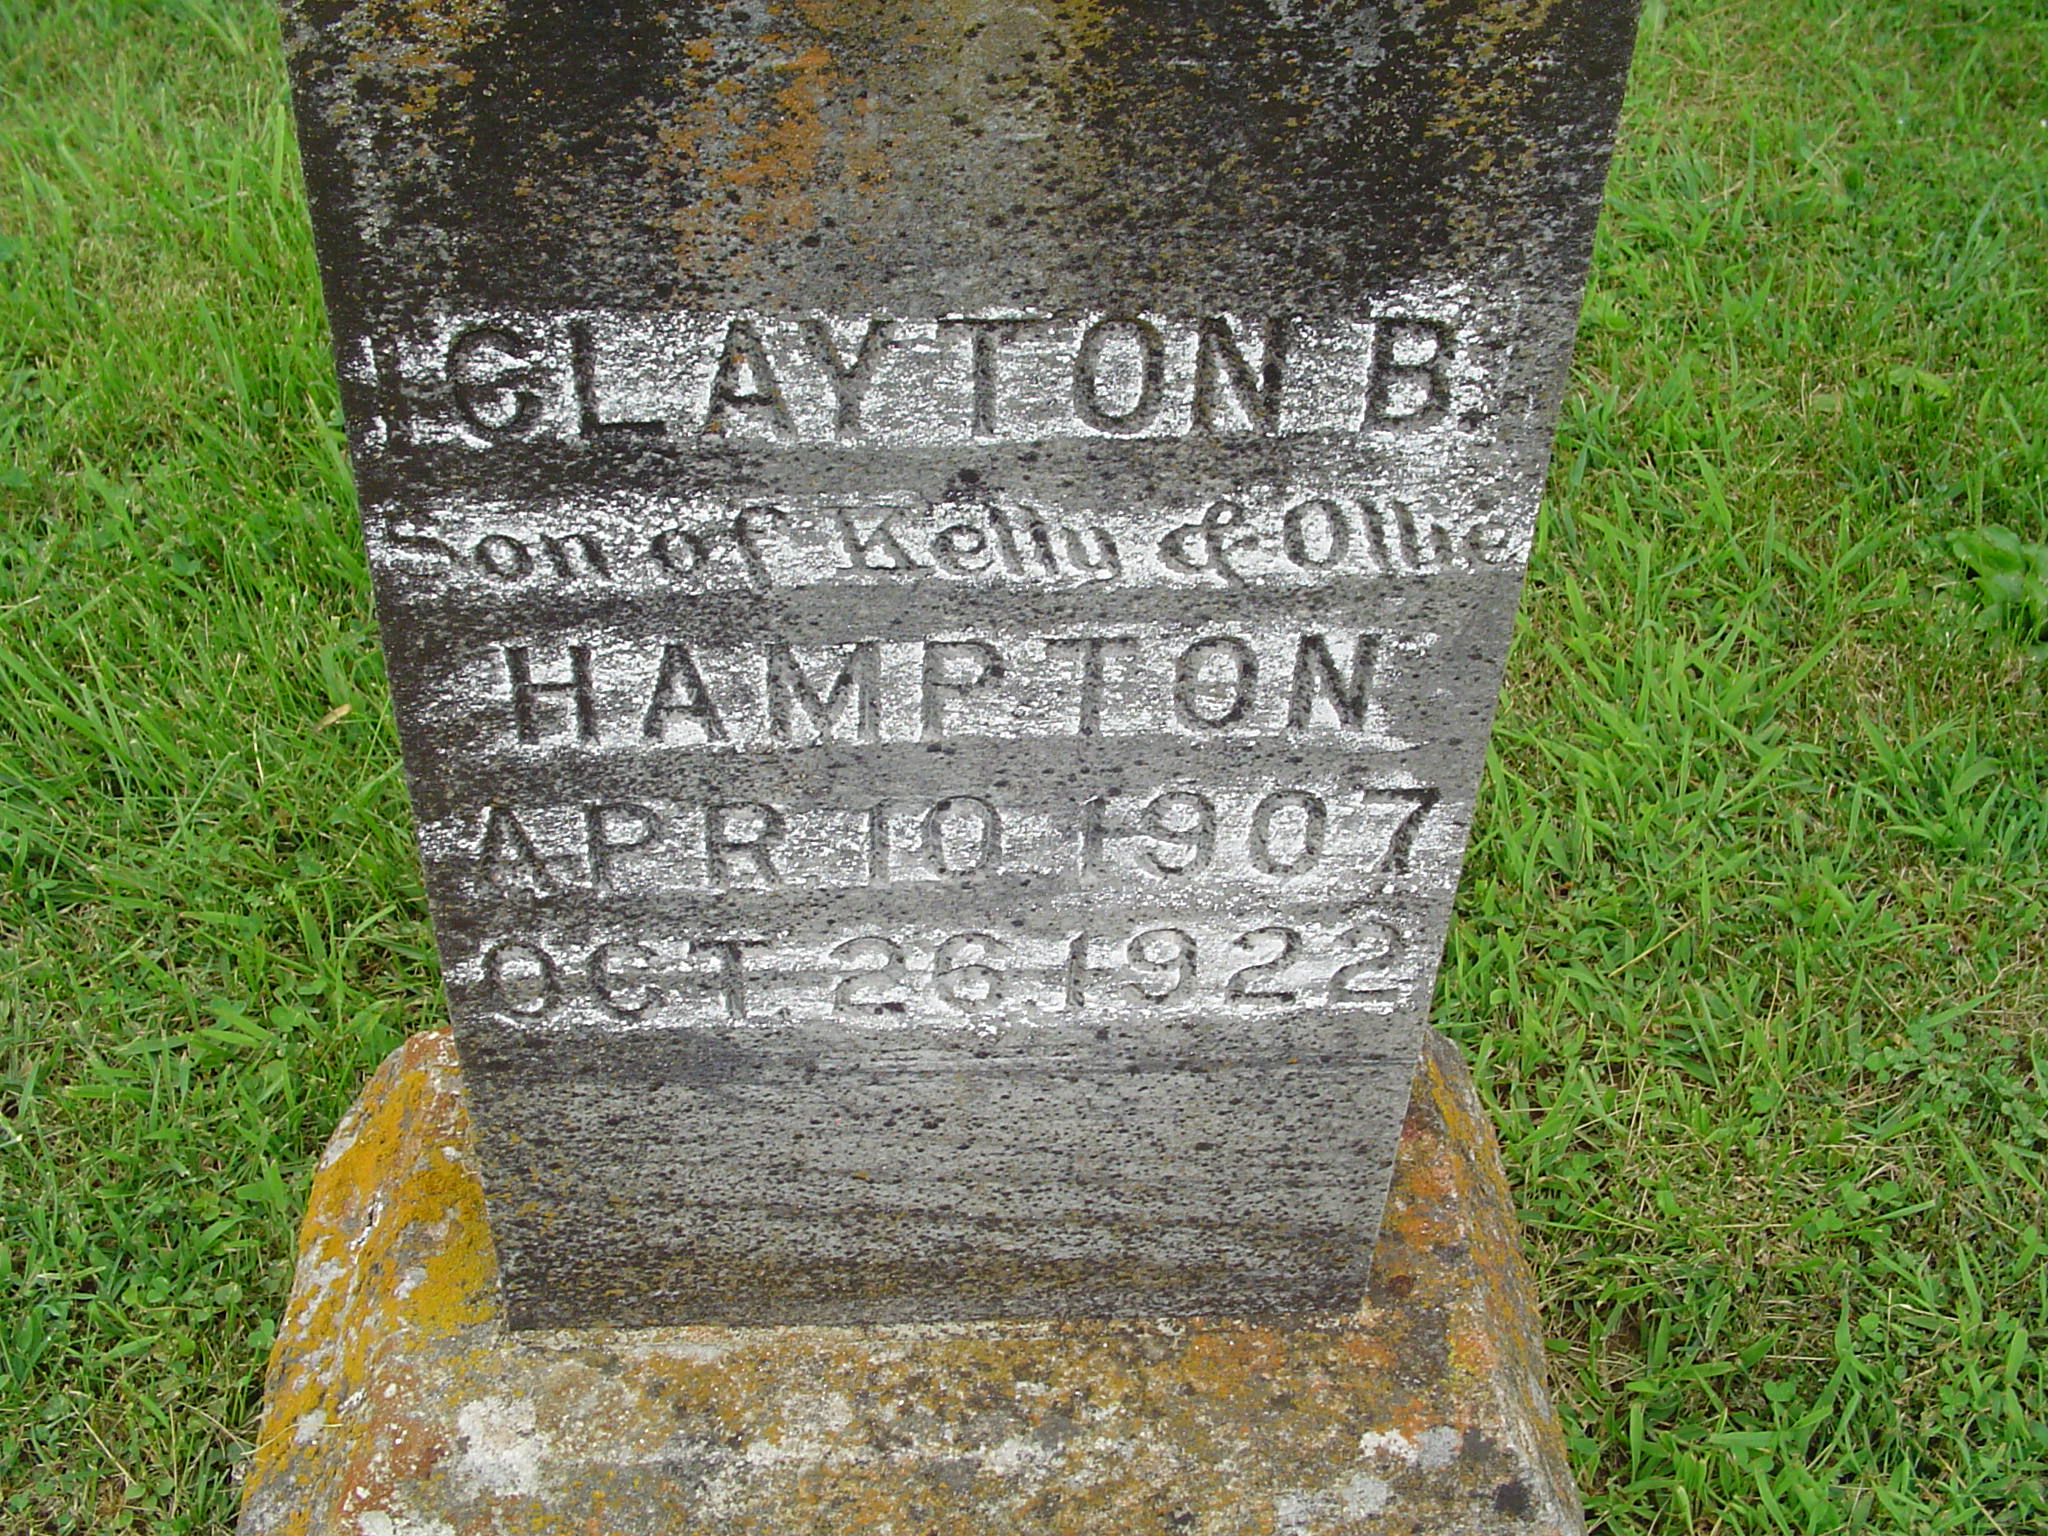 CLAYTON B.
Son of Kelly & Ollie
HAMPTON
APR. 10 1907
OCT. 26, 1922